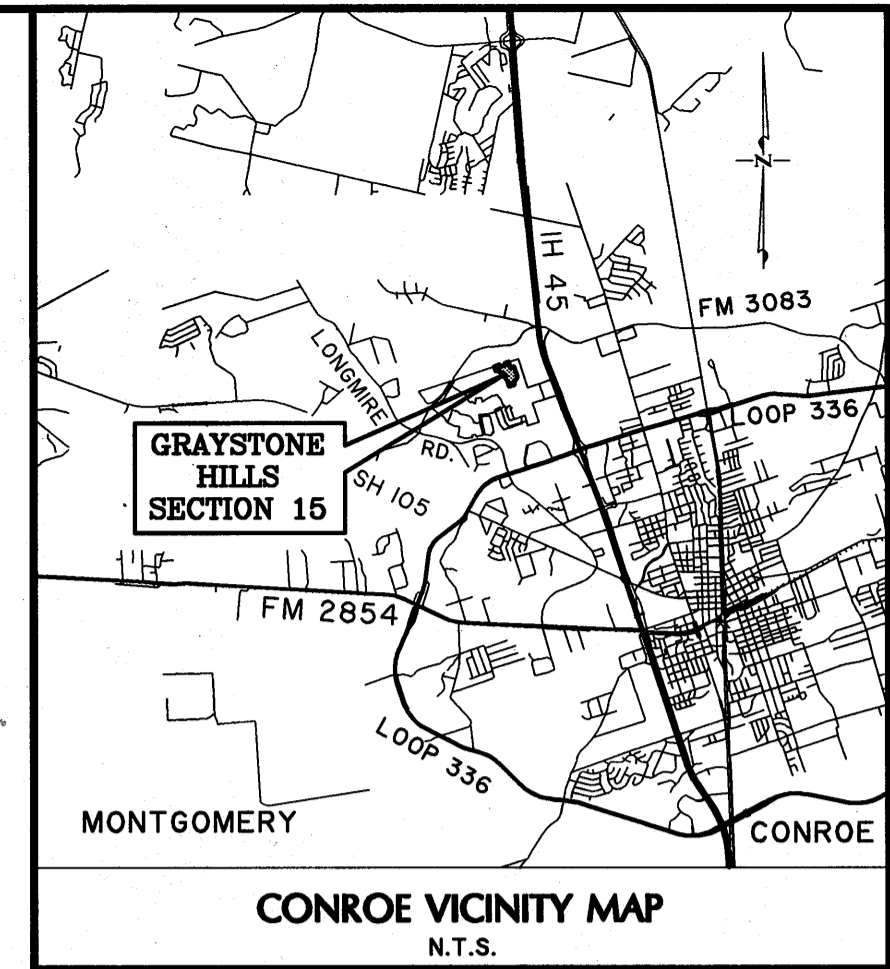 N
IH 45
FM 3083
LONGMIRE
RD.
LOOP 336
GRAYSTONE
HILLS
SECTION 15
SH 105
FM 2854
LOOP 336
MONTGOMERY
CONROE
CONROE VICINITY MAP
N.T.S.